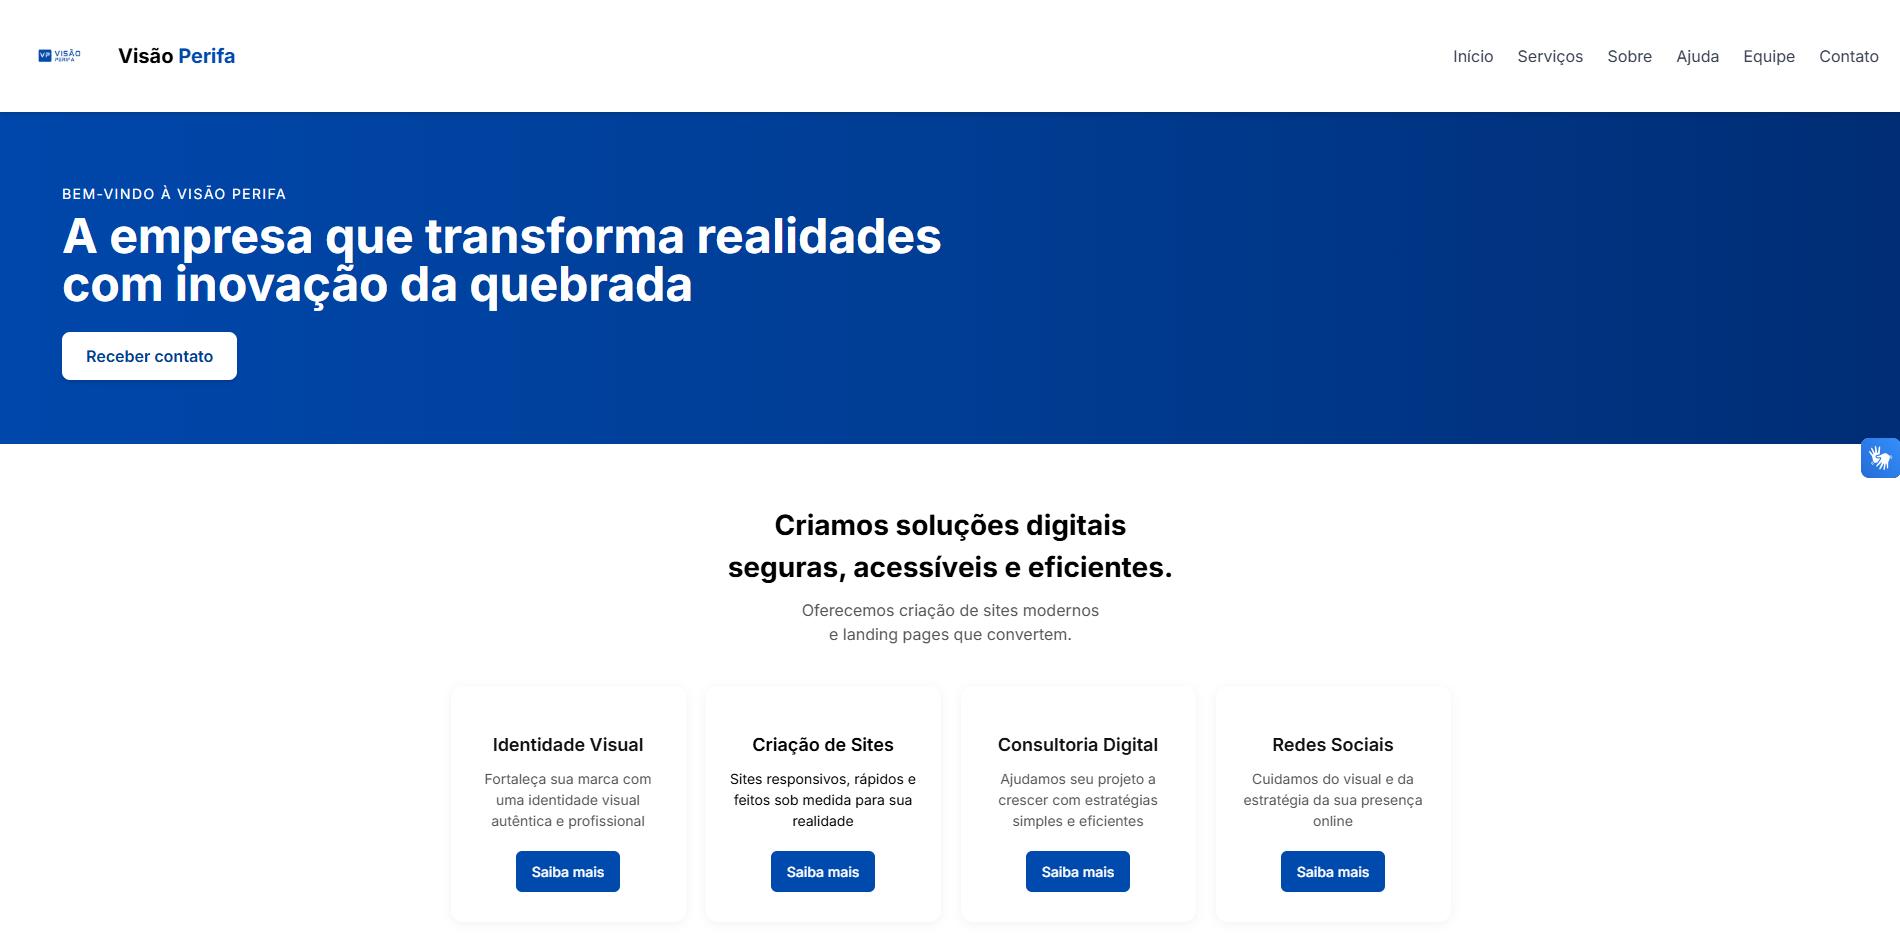 VP VISÃO
PERIFA
Visão Perifa
Início Serviços Sobre Ajuda Equipe Contato
BEM-VINDO À VISÃO PERIFA
A empresa que transforma realidades
com inovação da quebrada
Receber contato
Criamos soluções digitais
seguras, acessíveis e eficientes.
Oferecemos criação de sites modernos
e landing pages que convertem.
Identidade Visual
Fortaleça sua marca com
uma identidade visual
autêntica e profissional
Saiba mais
Criação de Sites
Sites responsivos, rápidos e
feitos sob medida para sua
realidade
Saiba mais
Consultoria Digital
Ajudamos seu projeto a
crescer com estratégias
simples e eficientes
Saiba mais
Redes Sociais
Cuidamos do visual e da
estratégia da sua presença
online
Saiba mais